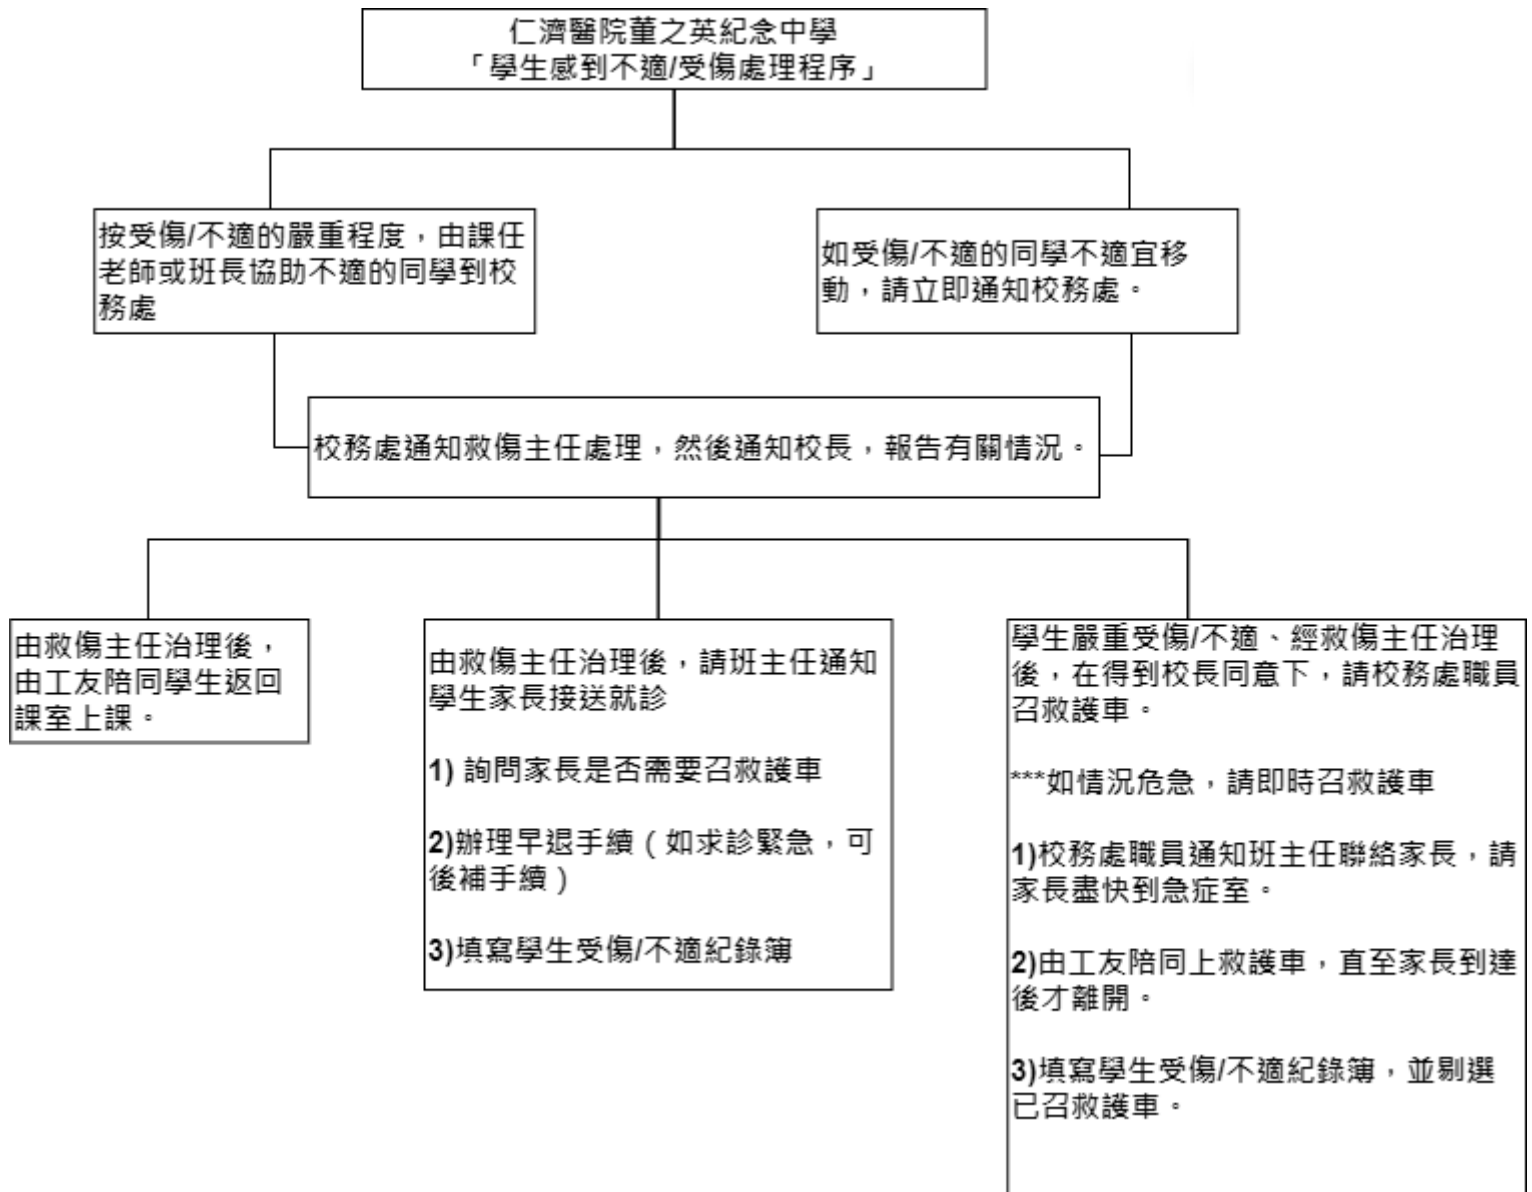 仁濟醫院董之英紀念中學
「學生感到不適/受傷處理程序」
按受傷/不適的嚴重程度，由課任
老師或班長協助不適的同學到校
務處
如受傷/不適的同學不適宜移
動，請立即通知校務處。
校務處通知救傷主任處理，然後通知校長，報告有關情況。
由救傷主任治理後，
由工友陪同學生返回
課室上課。
由救傷主任治理後，請班主任通知
學生家長接送就診
1) 詢問家長是否需要召救護車
2)辦理早退手續（如求診緊急，可
後補手續）
3)填寫學生受傷/不適紀錄簿
學生嚴重受傷/不適、經救傷主任治理
後，在得到校長同意下，請校務處職員
召救護車。
***如情況危急，請即時召救護車
1)校務處職員通知班主任聯絡家長，請
家長盡快到急症室。
2)由工友陪同上救護車，直至家長到達
後才離開。
3)填寫學生受傷/不適紀錄簿，並剔選
已召救護車。